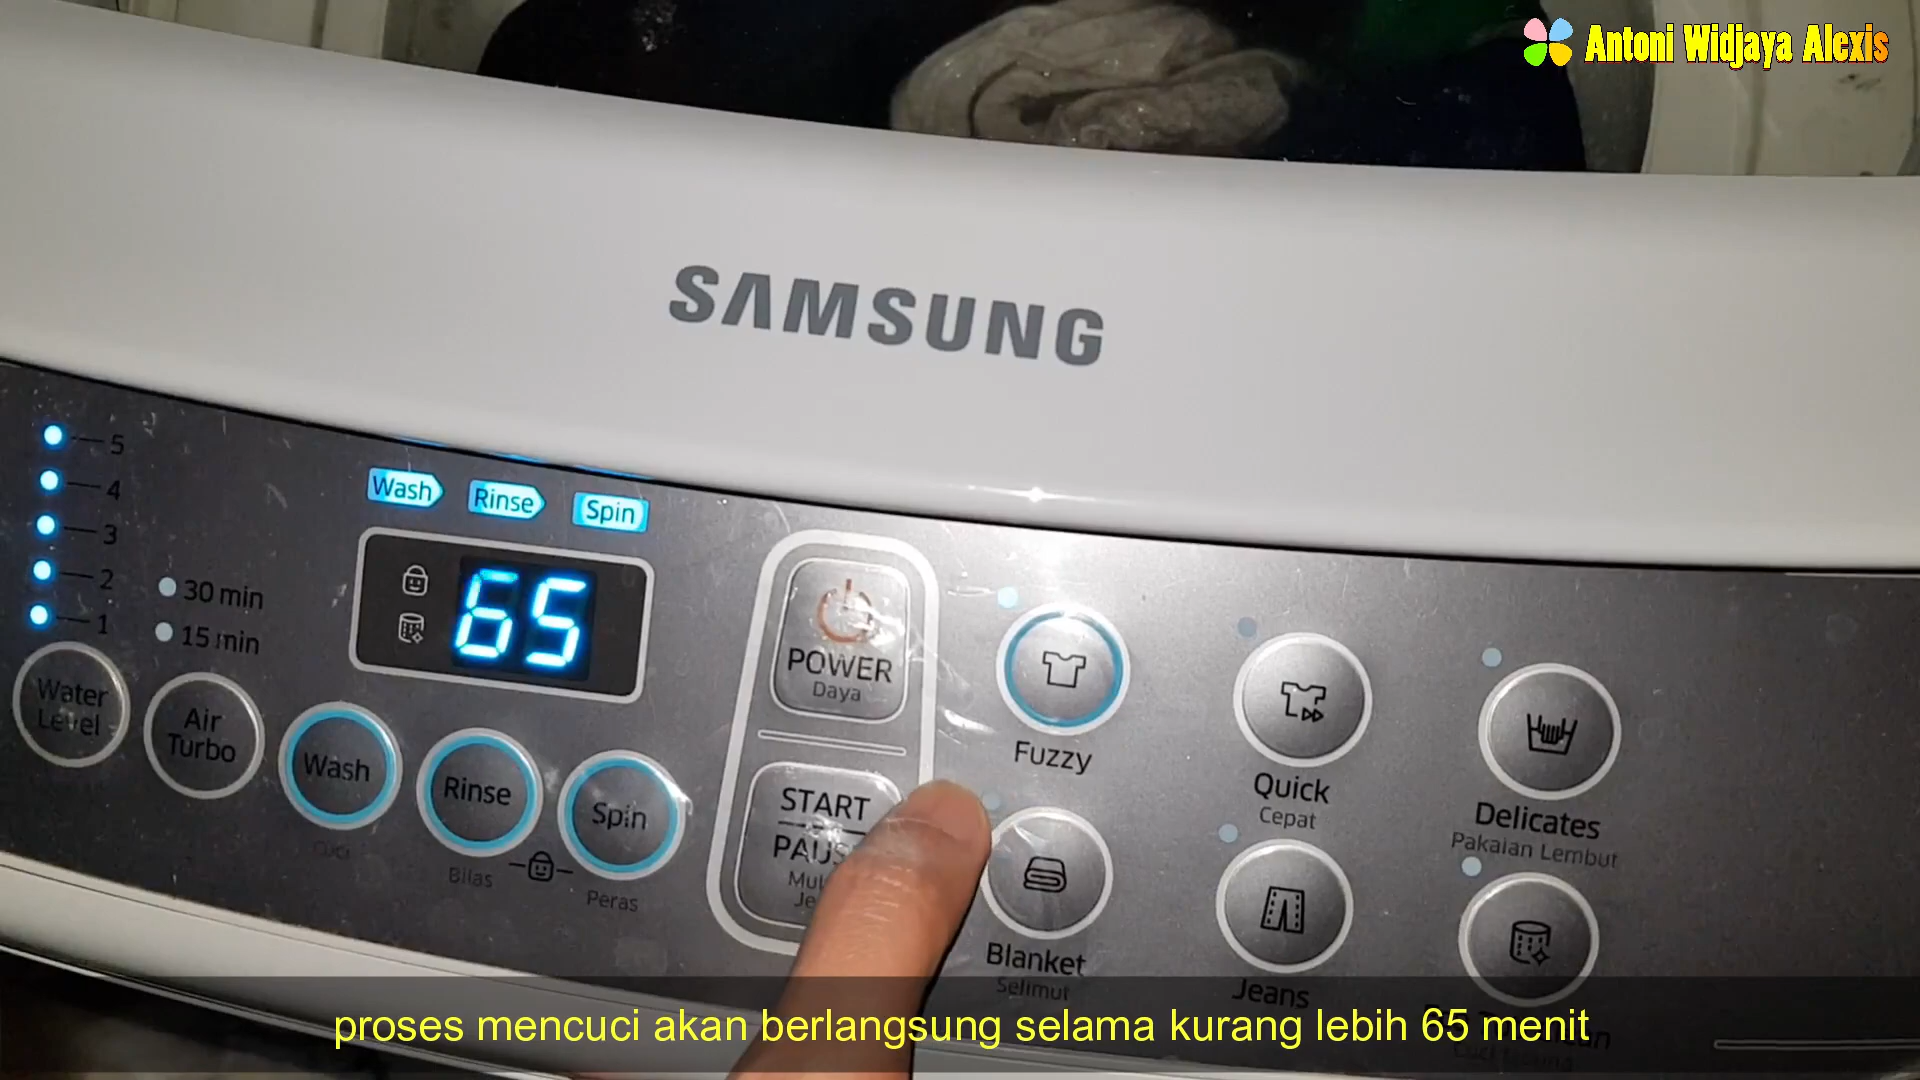 Antoni Widjaya Alexis
SAMSUNG
5
4
3
2
1
30 min
15 min
Wash
Rinse
Spin
65
Water
Level
Air
Turbo
Wash
Cuci
Rinse
Bilas
Spin
Peras
POWER
Daya
START
Fuzzy
Quick
Cepat
Delicates
Pakaian Lembut
Blanket
Selimut
Jeans
proses mencuci akan berlangsung selama kurang lebih 65 menit